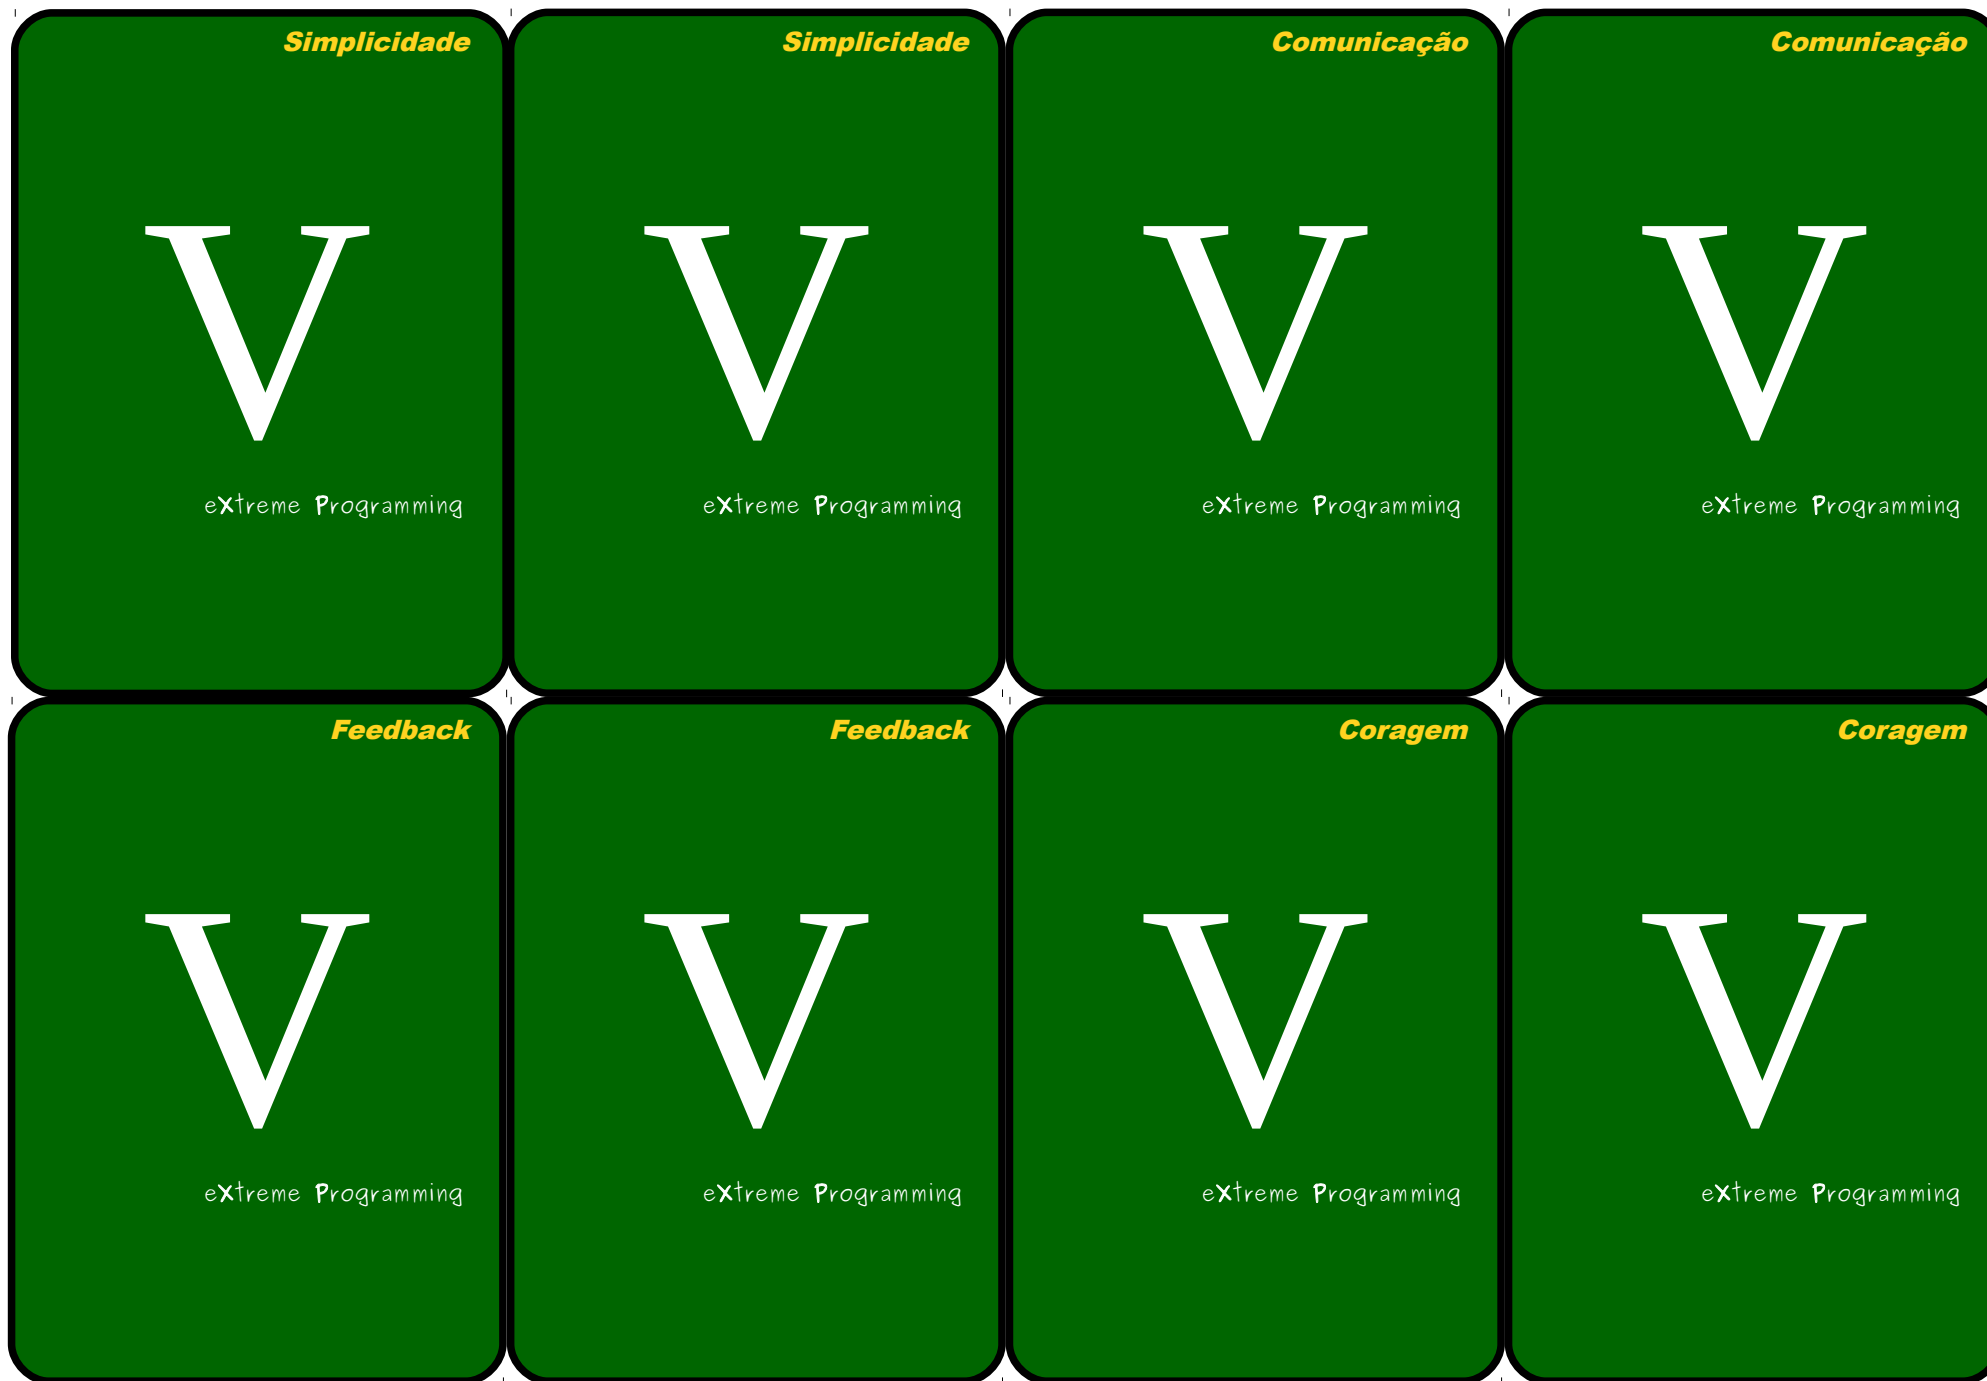 Simplicidade
V
eXtreme Programming
Simplicidade
V
eXtreme Programming
Comunicação
V
eXtreme Programming
Comunicação
V
eXtreme Programming
Feedback
V
eXtreme Programming
Feedback
V
eXtreme Programming
Coragem
V
eXtreme Programming
Coragem
V
eXtreme Programming